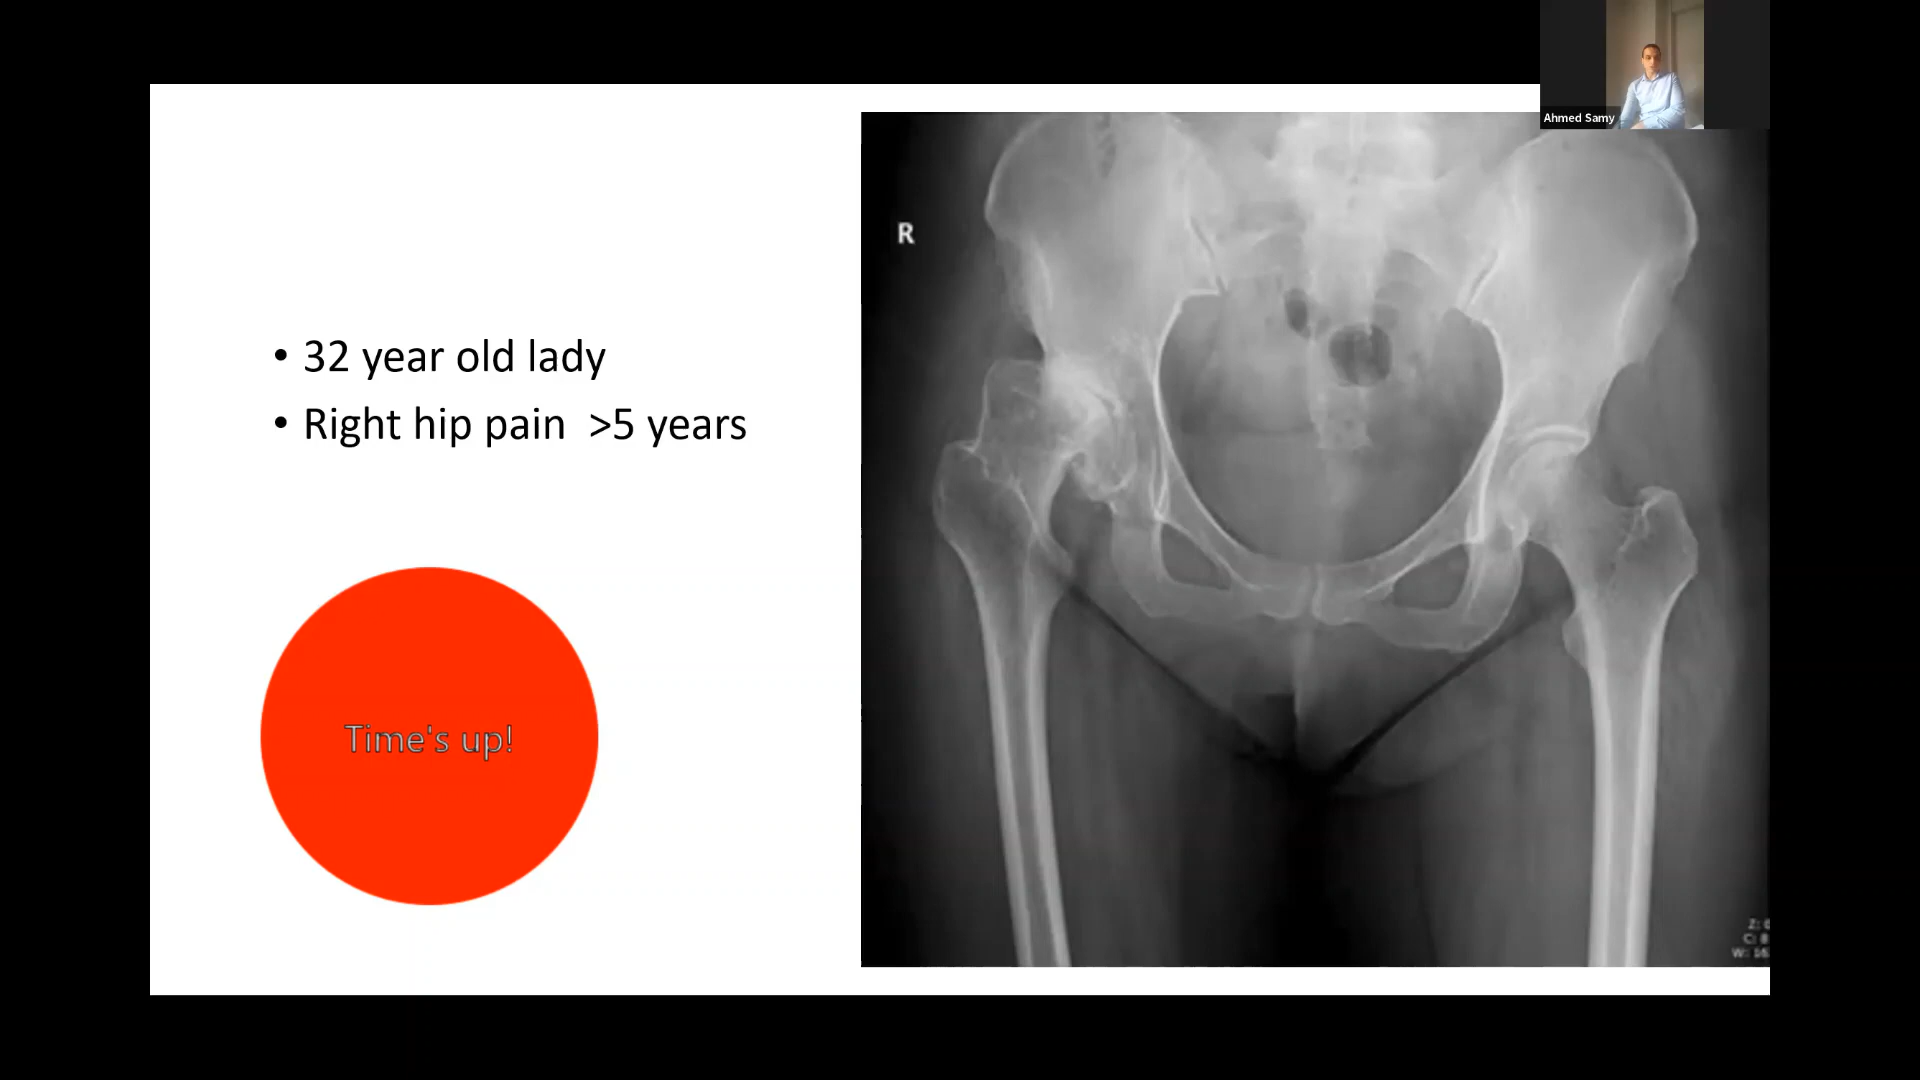 Ahmed Samy
R
• 32 year old lady
• Right hip pain >5 years
Time's up!